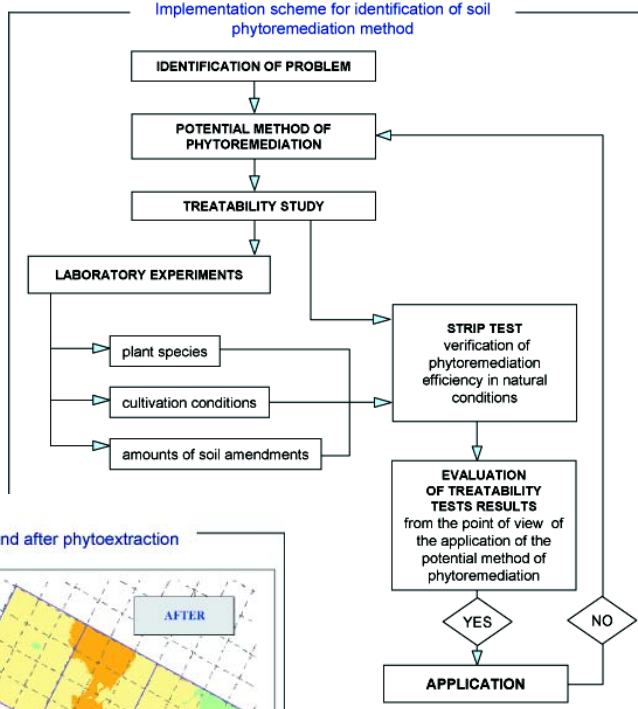 Implementation scheme for identification of soil
phytoremediation method
IDENTIFICATION OF PROBLEM
POTENTIAL METHOD OF
PHYTOREMEDIATION
TREATABILITY STUDY
LABORATORY EXPERIMENTS
plant species
cultivation conditions
amounts of soil amendments
STRIP TEST
verification of
phytoremediation
efficiency in natural
conditions
EVALUATION
OF TREATABILITY
TESTS RESULTS
from the point of view of
the application of the
potential method of
phytoremediation
YES
NO
APPLICATION
nd after phytoextraction
AFTER